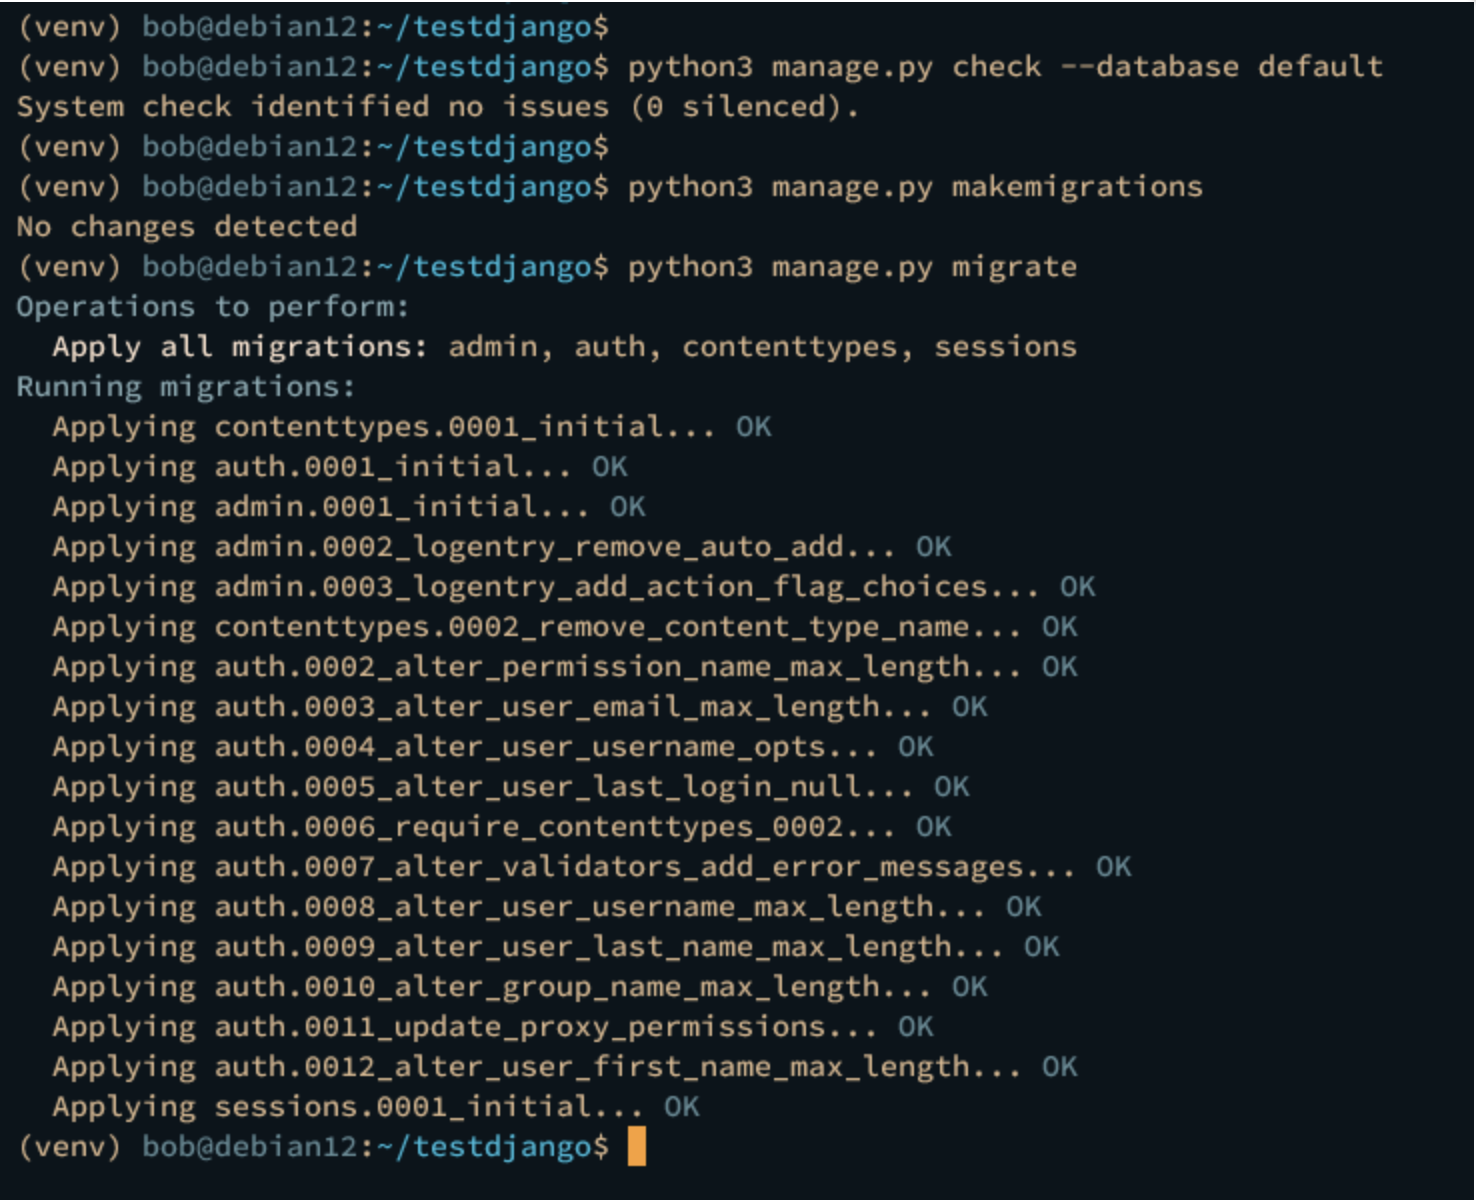 (venv) bob@debian12:~/testdjango$
(venv) bob@debian12:~/testdjango$ python3 manage.py check --database default
System check identified no issues (0 silenced).
(venv) bob@debian12:~/testdjango$
(venv) bob@debian12:~/testdjango$ python3 manage.py makemigrations
No changes detected
(venv) bob@debian12:~/testdjango$ python3 manage.py migrate
Operations to perform:
  Apply all migrations: admin, auth, contenttypes, sessions
Running migrations:
  Applying contenttypes.0001_initial... OK
  Applying auth.0001_initial... OK
  Applying admin.0001_initial... OK
  Applying admin.0002_logentry_remove_auto_add... OK
  Applying admin.0003_logentry_add_action_flag_choices... OK
  Applying contenttypes.0002_remove_content_type_name... OK
  Applying auth.0002_alter_permission_name_max_length... OK
  Applying auth.0003_alter_user_email_max_length... OK
  Applying auth.0004_alter_user_username_opts... OK
  Applying auth.0005_alter_user_last_login_null... OK
  Applying auth.0006_require_contenttypes_0002... OK
  Applying auth.0007_alter_validators_add_error_messages... OK
  Applying auth.0008_alter_user_username_max_length... OK
  Applying auth.0009_alter_user_last_name_max_length... OK
  Applying auth.0010_alter_group_name_max_length... OK
  Applying auth.0011_update_proxy_permissions... OK
  Applying auth.0012_alter_user_first_name_max_length... OK
  Applying sessions.0001_initial... OK
(venv) bob@debian12:~/testdjango$